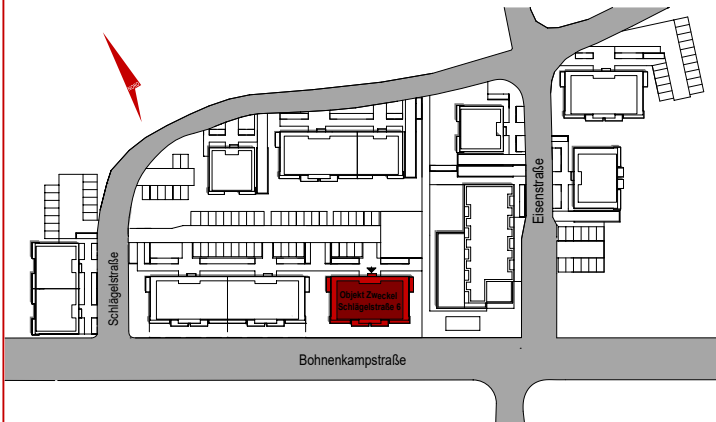 Eisenstraße
Schlägelstraße
Objekt Zwackel
Schlägelstraße 6
Bohnenkampstraße